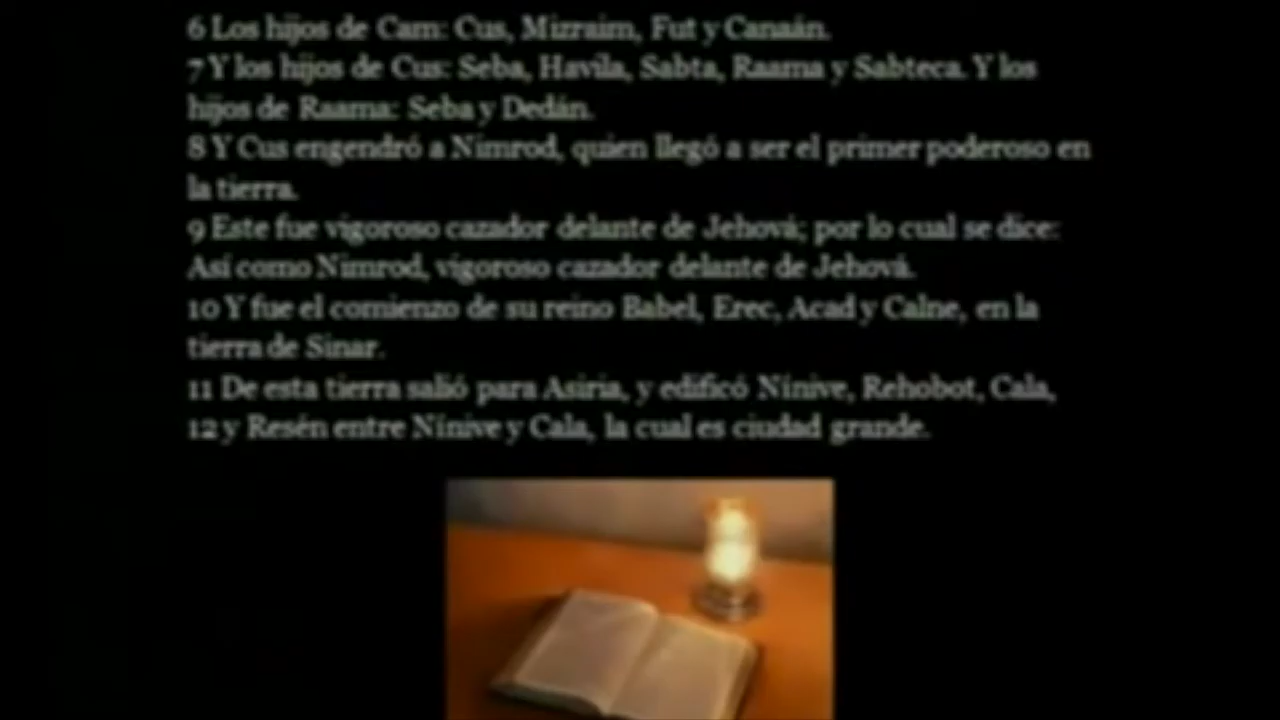 6 Los hijos de Cam: Cus, Mizraim, Fut y Canaán.
7 Y los hijos de Cus: Seba, Havila, Sabta, Raama y Sabteca. Y los
hijos de Raama: Seba y Dedán.
8 Y Cus engendró a Nimrod, quien llegó a ser el primer poderoso en
la tierra.
9 Este fue vigoroso cazador delante de Jehová; por lo cual se dice:
Así como Nimrod, vigoroso cazador delante de Jehová.
10 Y fue el comienzo de su reino Babel, Erec, Acad y Calne, en la
tierra de Sinar.
11 De esta tierra salió para Asiria, y edificó Nínive, Rehobot, Cala,
12 y Resén entre Nínive y Cala, la cual es ciudad grande.